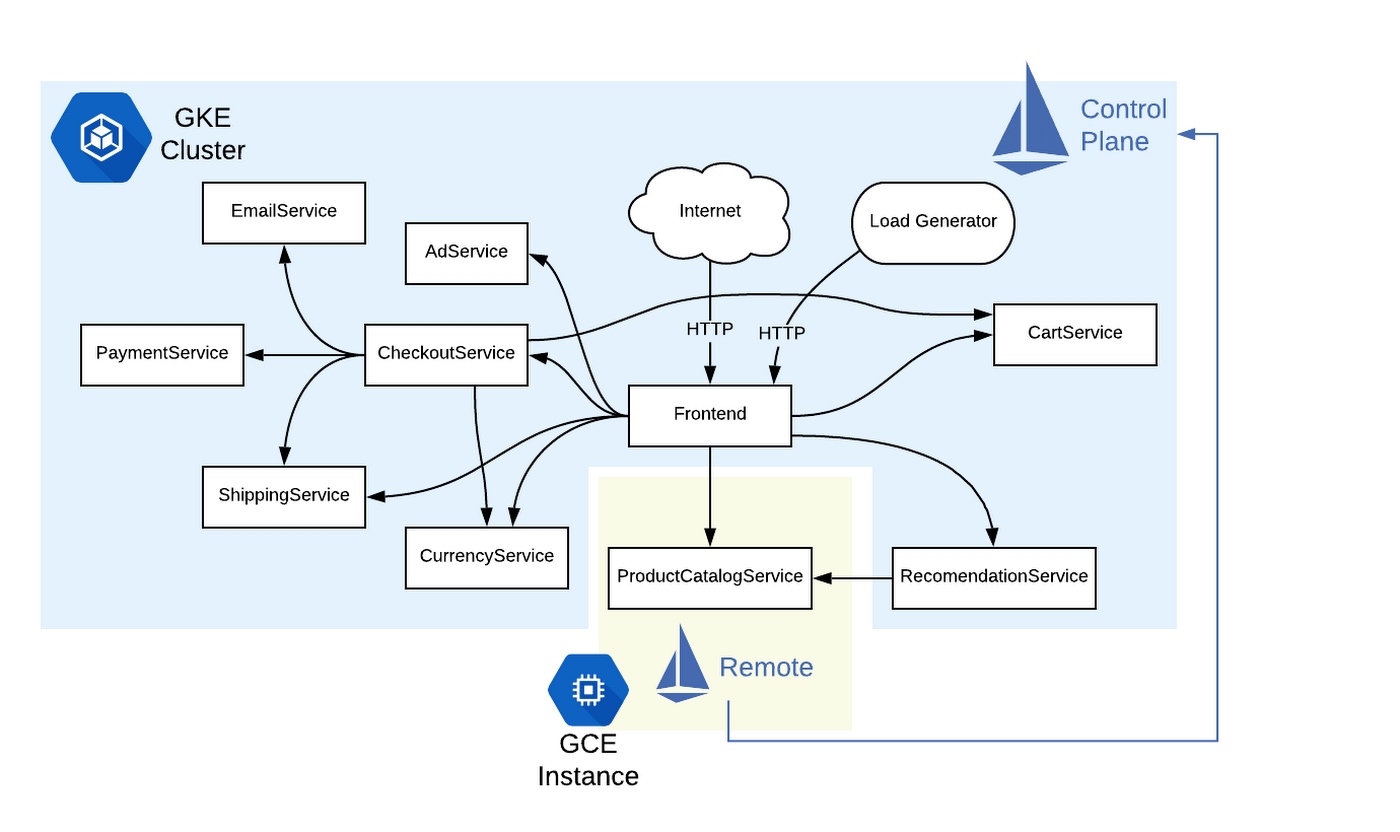 GKE
Cluster
Control
Plane
EmailService
AdService
Internet
Load Generator
PaymentService
CheckoutService
HTTP
HTTP
CartService
Frontend
ShippingService
CurrencyService
ProductCatalogService
RecomendationService
Remote
GCE
Instance